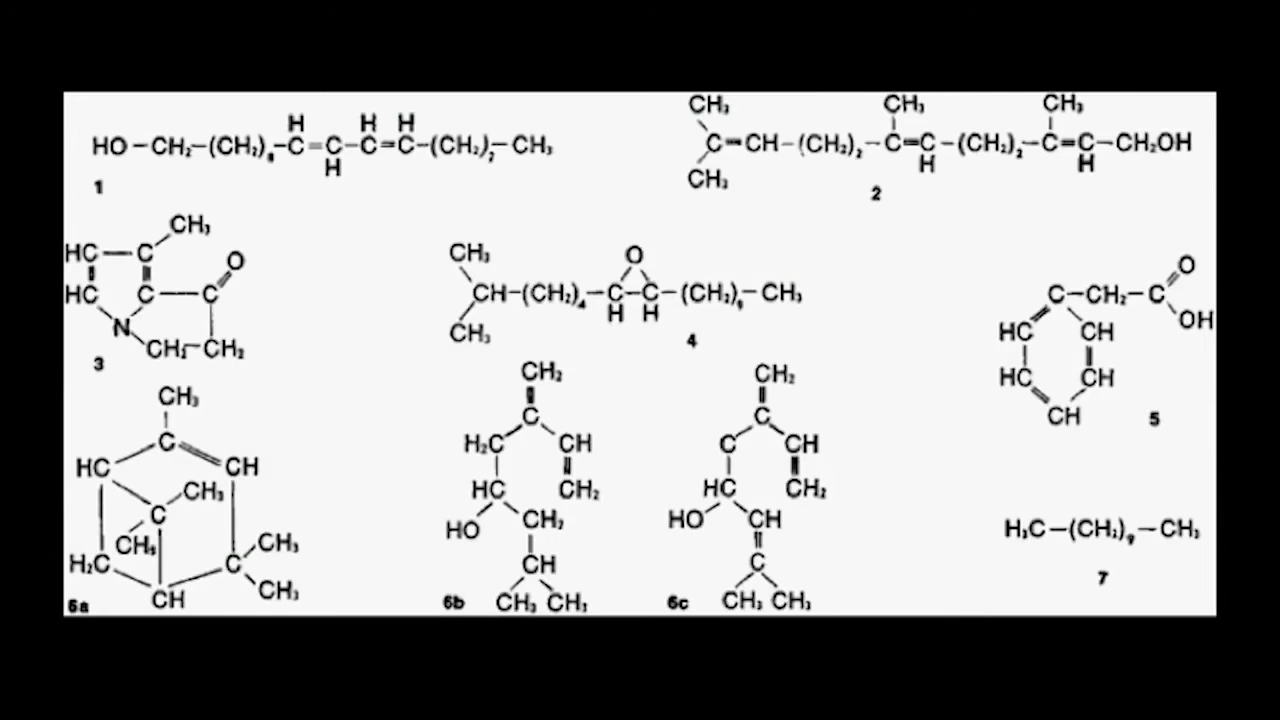 HO-CH₂-(CH₂)₈-C=C-C=C-(CH₂)₂-CH₃
H H H
H
1
CH₃ CH₃ CH₃
C=CH-(CH₂)₂-C=C-(CH₂)₂-C=C-CH₂OH
CH₃ H H
2
CH₃
HC C O
HC C C
N
CH₂ CH₂
3
CH₃ O
CH-(CH₂)₄-C-C-(CH₂)₉-CH₃
CH₃ H H
4
O
C-CH₂-C
HC CH OH
HC CH
CH
5
CH₃
C
HC CH
CH₃
C
CH₃ CH₃
H₂C C
CH₃
CH
6a
CH₂
C
H₂C CH
HC CH₂
HO CH₂
CH
CH₃ CH₃
6b
CH₂
C
C CH
HC CH₂
HO CH
C
CH₃ CH₃
6c
H₃C-(CH₂)₉-CH₃
7